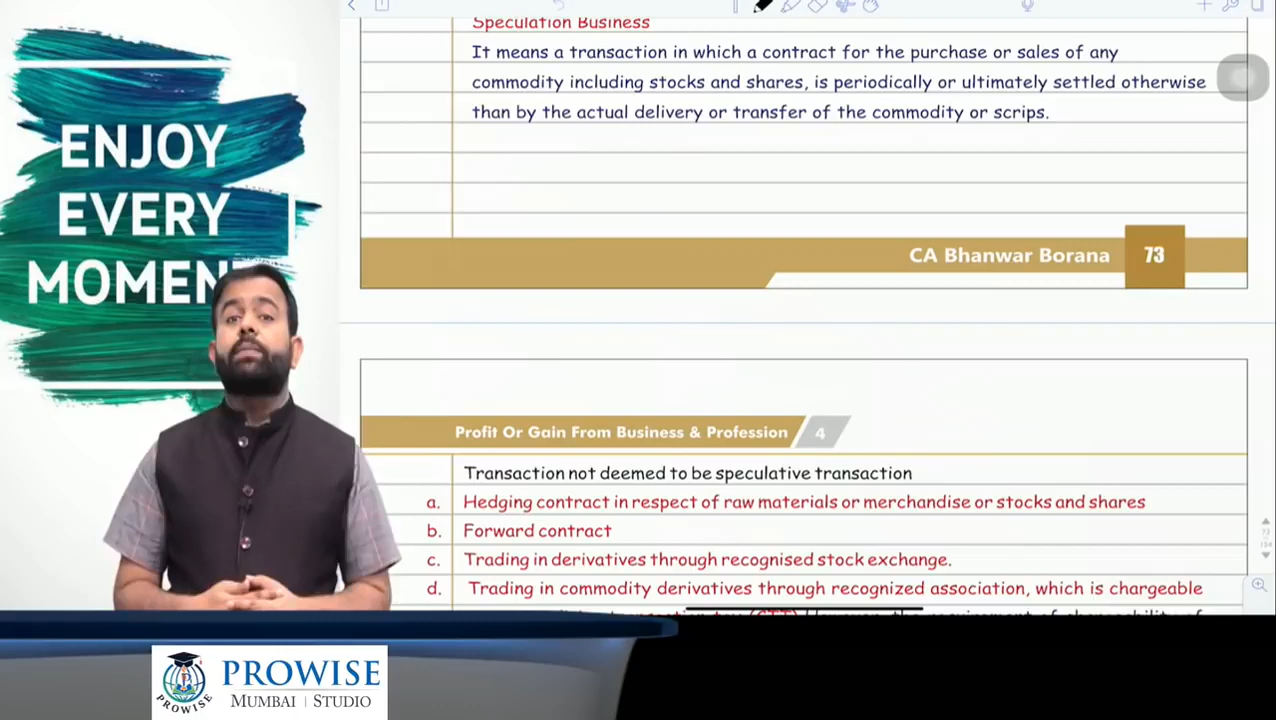 ENJOY
EVERY
MOMEN
Speculation Business
It means a transaction in which a contract for the purchase or sales of any
commodity including stocks and shares, is periodically or ultimately settled otherwise
than by the actual delivery or transfer of the commodity or scrips.
CA Bhanwar Borana 73
Profit Or Gain From Business & Profession 4
Transaction not deemed to be speculative transaction
a. Hedging contract in respect of raw materials or merchandise or stocks and shares
b. Forward contract
c. Trading in derivatives through recognised stock exchange.
d. Trading in commodity derivatives through recognized association, which is chargeable
PROWISE
PROWISE
MUMBAI | STUDIO